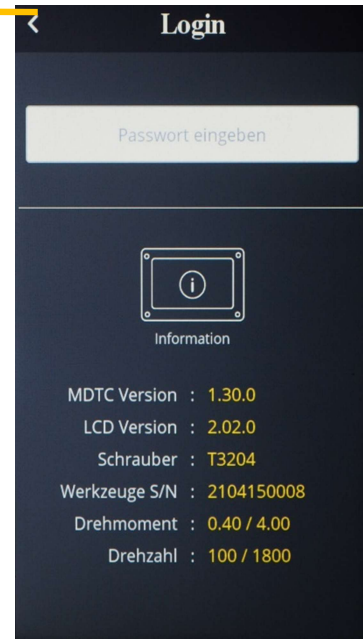 Login
Passwort eingeben
Information
MDTC Version : 1.30.0
LCD Version : 2.02.0
Schrauber : T3204
Werkzeuge S/N : 2104150008
Drehmoment : 0.40 / 4.00
Drehzahl : 100 / 1800